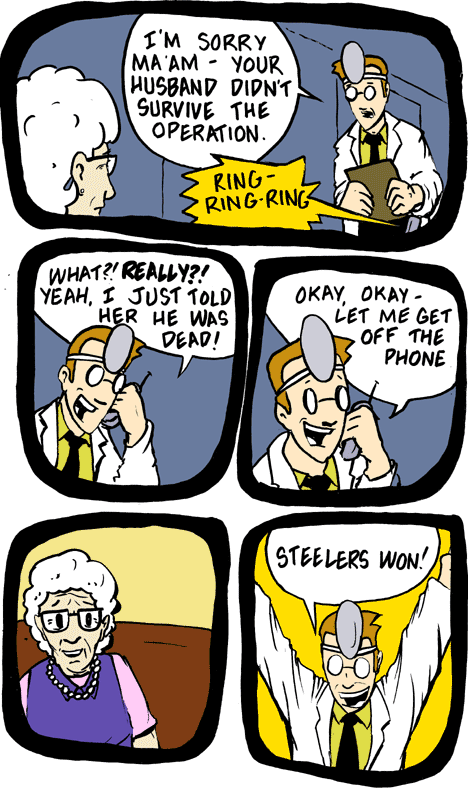 I'M SORRY
MA'AM - YOUR
HUSBAND DIDN'T
SURVIVE THE
OPERATION.
RING-
RING-RING
WHAT?! REALLY?!
YEAH, I JUST TOLD
HER HE WAS
DEAD!
OKAY, OKAY -
LET ME GET
OFF THE
PHONE
STEELERS WON!